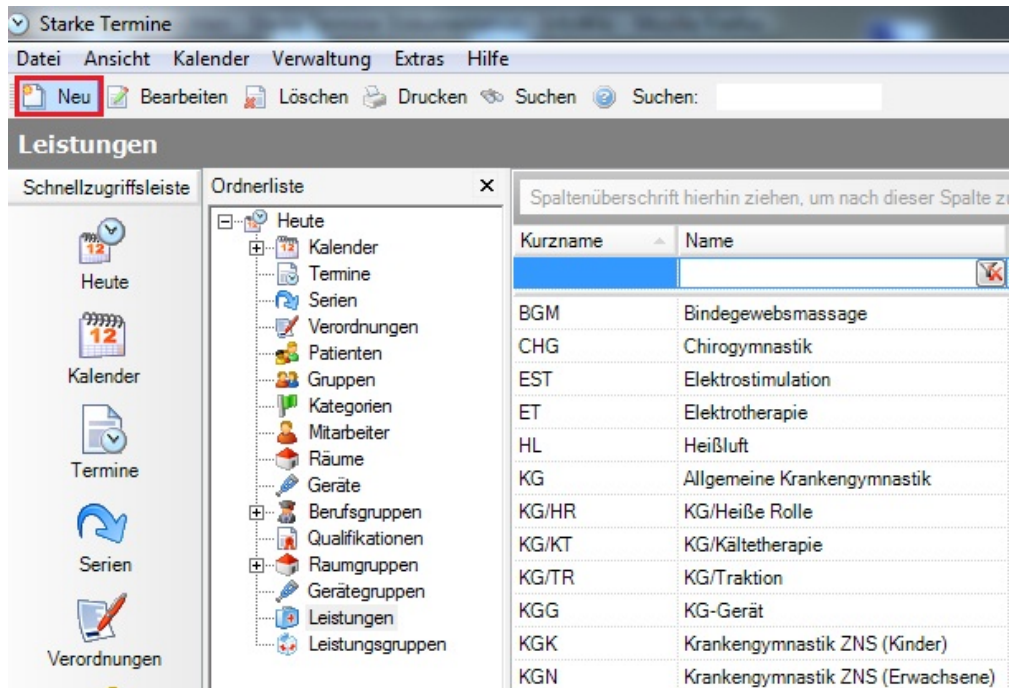 Starke Termine
Datei Ansicht Kalender Verwaltung Extras Hilfe
Neu Bearbeiten Löschen Drucken Suchen Suchen:
Leistungen
Schnellzugriffsleiste
12
Heute
12
Kalender
Termine
Serien
Verordnungen
Ordnerliste
Heute
Kalender
Termine
Serien
Verordnungen
Patienten
Gruppen
Kategorien
Mitarbeiter
Räume
Geräte
Berufsgruppen
Qualifikationen
Raumgruppen
Gerätegruppen
Leistungen
Leistungsgruppen
Spaltenüberschrift hierhin ziehen, um nach dieser Spalte
Kurzname Name
BGM Bindegewebsmassage
CHG Chirogymnastik
EST Elektrostimulation
ET Elektrotherapie
HL Heißluft
KG Allgemeine Krankengymnastik
KG/HR KG/Heiße Rolle
KG/KT KG/Kältetherapie
KG/TR KG/Traktion
KGG KG-Gerät
KGK Krankengymnastik ZNS (Kinder)
KGN Krankengymnastik ZNS (Erwachsene)